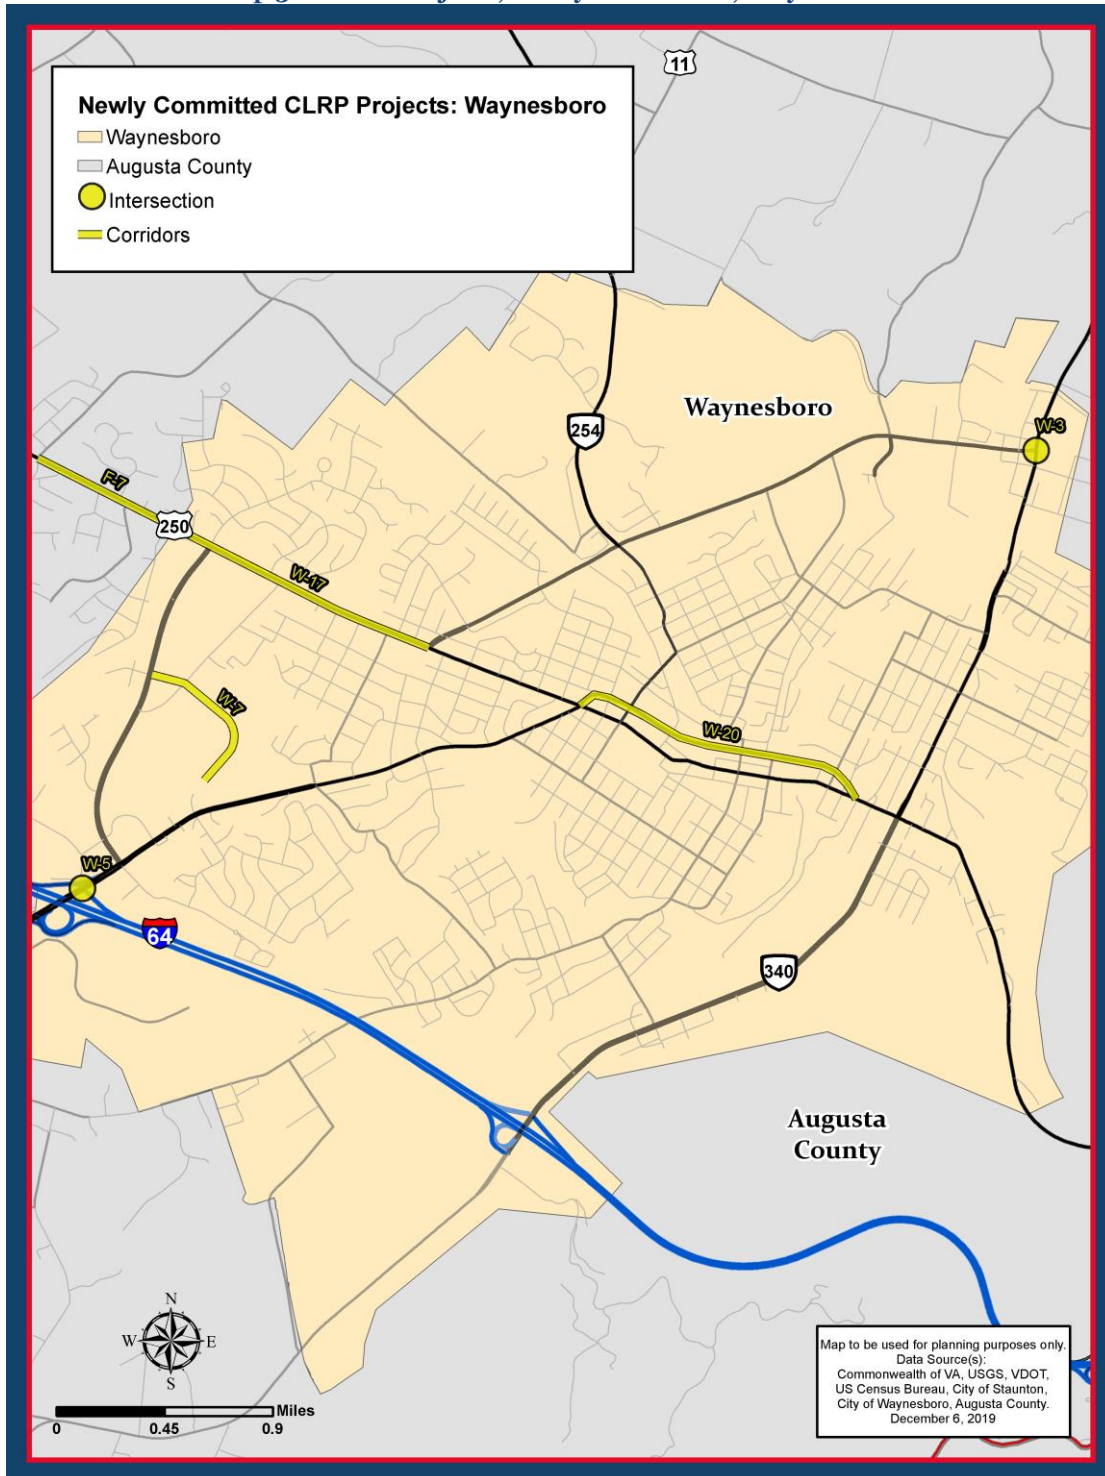 11
Newly Committed CLRP Projects: Waynesboro
Waynesboro
Augusta County
Intersection
Corridors
Waynesboro
254
W-3
F-7
250
W-17
W-7
W-20
W-5
64
340
Augusta
County
N
W E
S
Miles
0 0.45 0.9
Map to be used for planning purposes only.
Data Source(s):
Commonwealth of VA, USGS, VDOT,
US Census Bureau, City of Staunton,
City of Waynesboro, Augusta County.
December 6, 2019